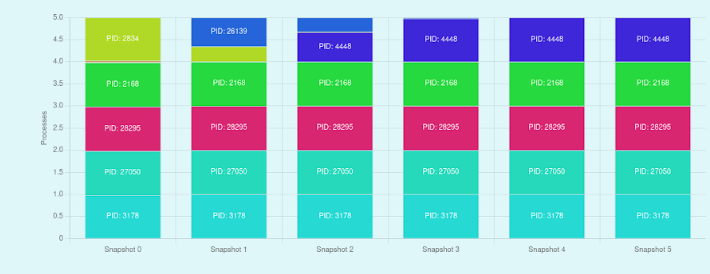 5.0
PID: 2834 PID: 26139
4.5
PID: 4448 PID: 4448 PID: 4448 PID: 4448
4.0
3.5 PID: 2168 PID: 2168 PID: 2168 PID: 2168 PID: 2168 PID: 2168
3.0
2.5 PID: 28295 PID: 28295 PID: 28295 PID: 28295 PID: 28295 PID: 28295
Processes
2.0
1.5 PID: 27050 PID: 27050 PID: 27050 PID: 27050 PID: 27050 PID: 27050
1.0
0.5 PID: 3178 PID: 3178 PID: 3178 PID: 3178 PID: 3178 PID: 3178
0
Snapshot 0 Snapshot 1 Snapshot 2 Snapshot 3 Snapshot 4 Snapshot 5